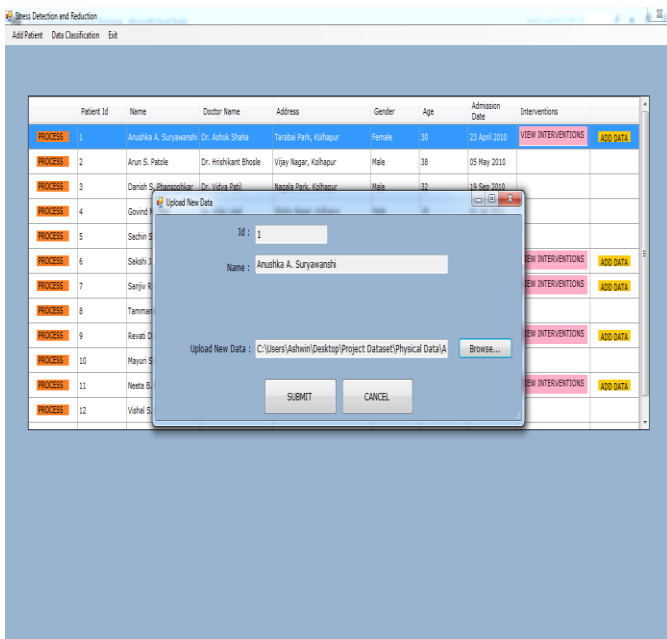 Stress Detection and Reduction
Add Patient Data Classification Exit
Patient Id Name Doctor Name Address Gender Age Admission Date Interventions
PROCESS 1 Anushka A. Suryawanshi Dr. Ashok Shaha Tarabai Park, Kolhapur Female 30 23 April 2010 VIEW INTERVENTIONS ADD DATA
PROCESS 2 Arun S. Patole Dr. Hrishikant Bhosle Vijay Nagar, Kolhapur Male 38 05 May 2010
PROCESS 3 Danish S. Phansophkar Dr. Vidya Patil Nagala Park, Kolhapur Male 32 19 Sep 2010
Upload New Data
PROCESS 4 Govind
PROCESS 5 Sachin S
Id : 1
PROCESS 6 Sakshi J. EW INTERVENTIONS ADD DATA
Name : Anushka A. Suryawanshi
PROCESS 7 Sanjiv R EW INTERVENTIONS ADD DATA
PROCESS 8 Tamman
PROCESS 9 Revati D EW INTERVENTIONS ADD DATA
Upload New Data : C:\Users\Ashwin\Desktop\Project Dataset\Physical Data\A Browse...
PROCESS 10 Mayuri S
PROCESS 11 Neeta B. EW INTERVENTIONS ADD DATA
SUBMIT CANCEL
PROCESS 12 Vishal S.